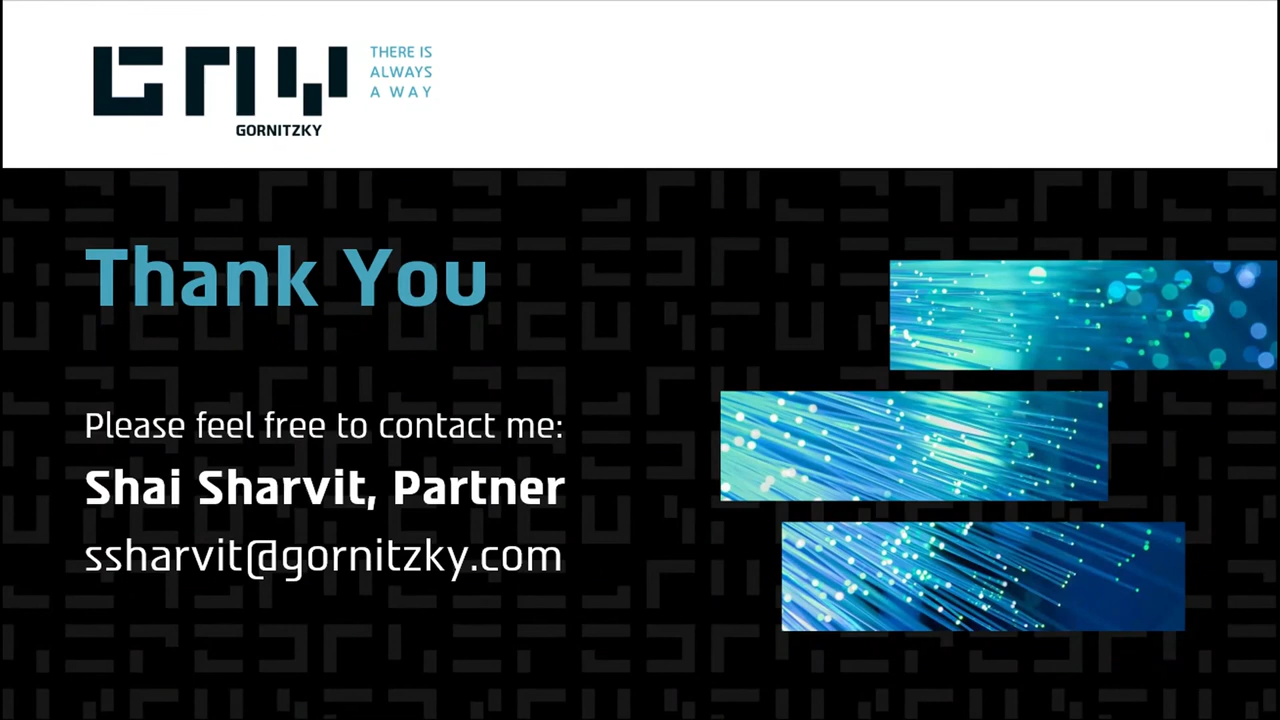 GNY
GORNITZKY
THERE IS
ALWAYS
A WAY
Thank You
Please feel free to contact me:
Shai Sharvit, Partner
ssharvit@gornitzky.com